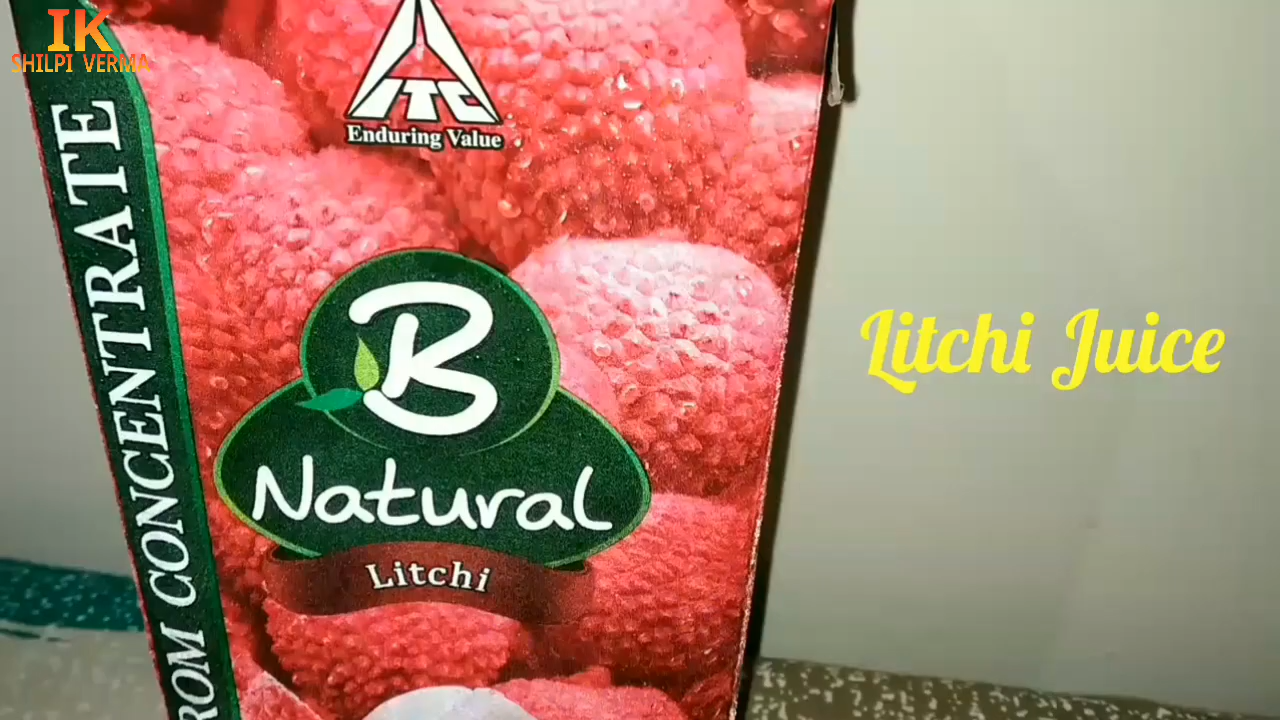 IK
SHILPI VERMA
ITC
Enduring Value
ROM CONCENTRATE
B
Natural
Litchi
Litchi Juice